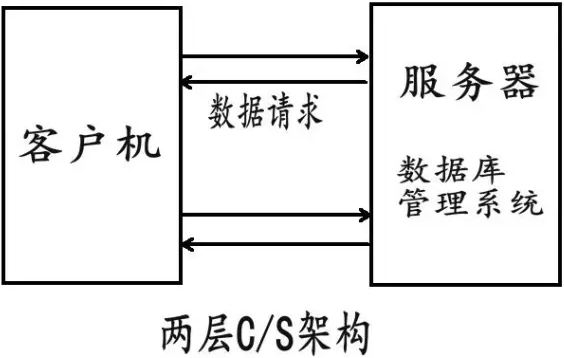 客户机
数据请求
服务器
数据库
管理系统
两层C/S架构